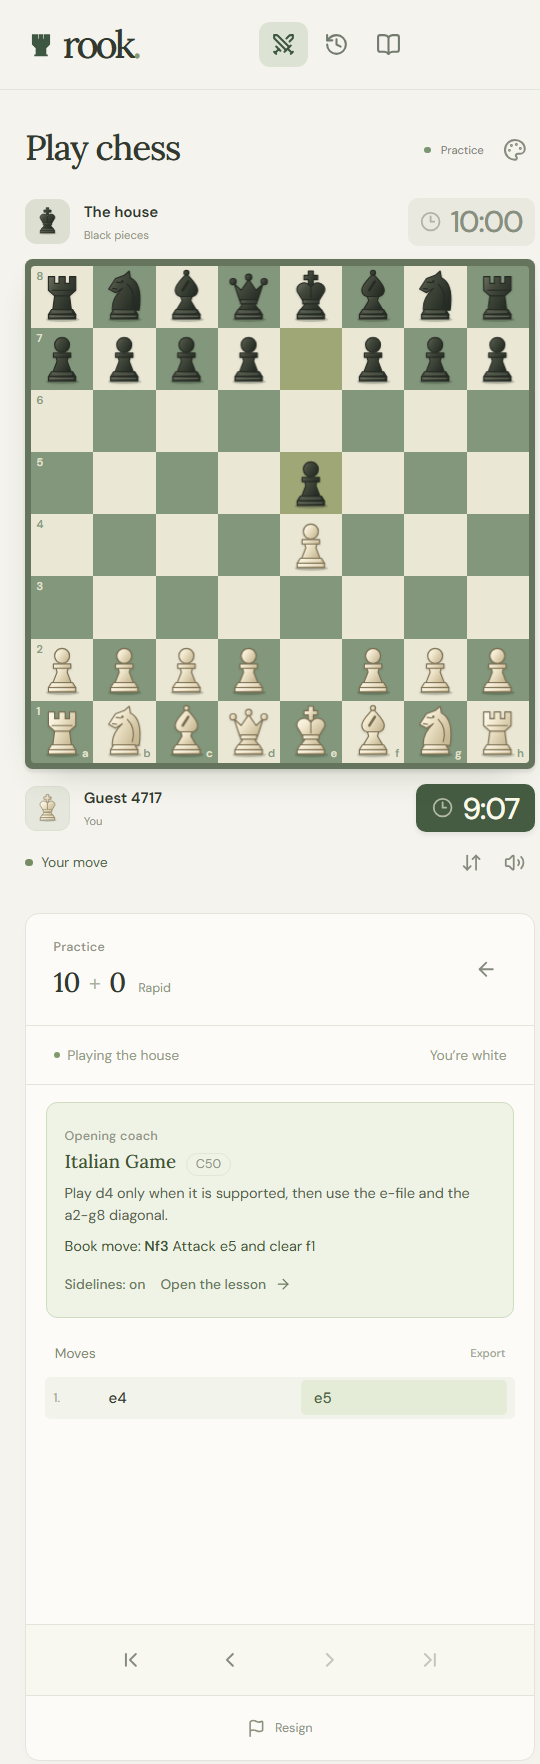 rook.
Play chess
Practice
The house
Black pieces
10:00
8
7
6
5
4
3
2
1
a b c d e f g h
Guest 4717
You
9:07
Your move
Practice
10 + 0 Rapid
Playing the house
You’re white
Opening coach
Italian Game C50
Play d4 only when it is supported, then use the e-file and the
a2-g8 diagonal.
Book move: Nf3 Attack e5 and clear f1
Sidelines: on Open the lesson →
Moves
Export
1. e4 e5
Resign